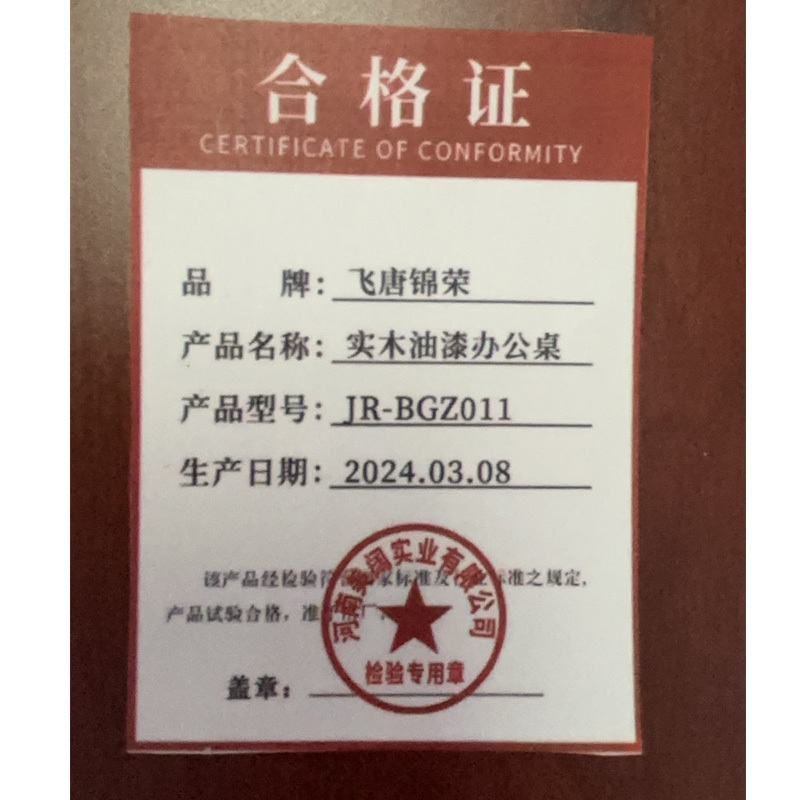 合格证
CERTIFICATE OF CONFORMITY
品 牌：飞唐锦荣
产品名称：实木油漆办公桌
产品型号：JR-BGZ011
生产日期：2024.03.08
该产品经检验符 家标准及 标准之规定，
产品试验合格，准 厂
盖章：
河南 阔实业有限公司
检验专用章